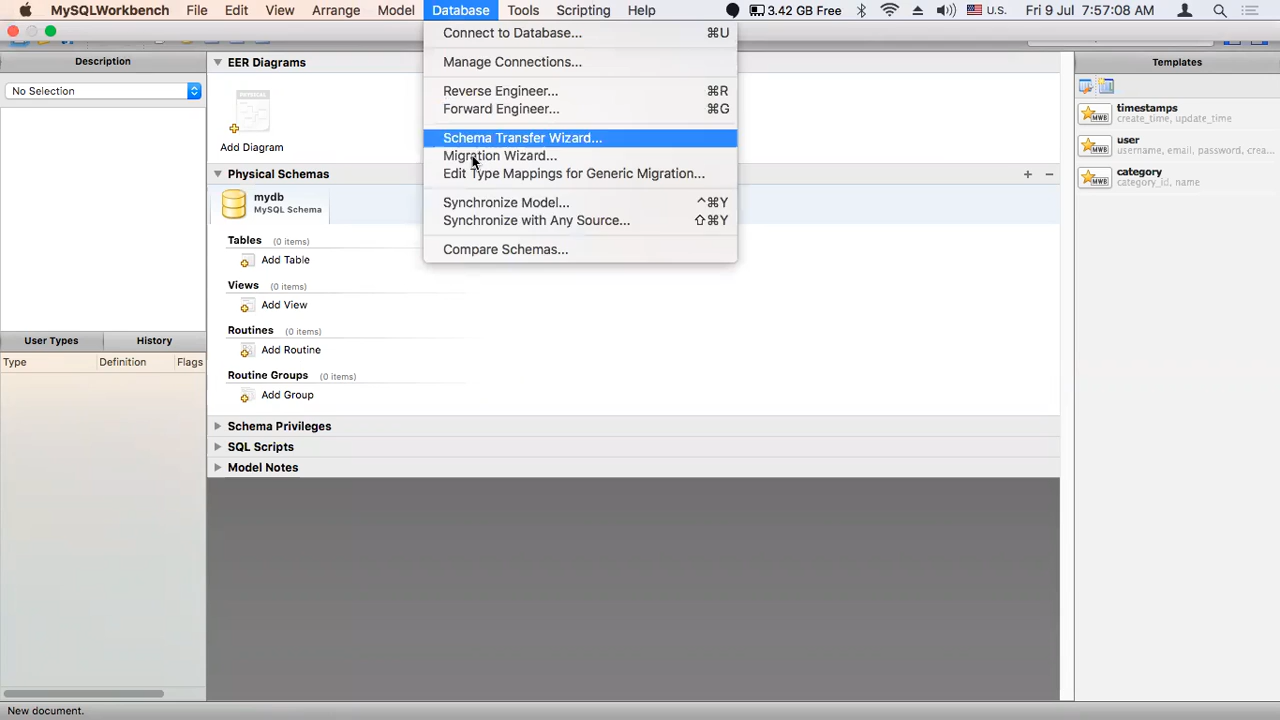 MySQLWorkbench File Edit View Arrange Model Database Tools Scripting Help 3.42 GB Free U.S. Fri 9 Jul 7:57:08 AM
Connect to Database... ⌘U
Manage Connections...
Reverse Engineer... ⌘R
Forward Engineer... ⌘G
Schema Transfer Wizard...
Migration Wizard...
Edit Type Mappings for Generic Migration...
Synchronize Model... ^⌘Y
Synchronize with Any Source... ⇧⌘Y
Compare Schemas...
Description
No Selection
User Types History
Type Definition Flags
EER Diagrams
PHYSICAL
Add Diagram
Physical Schemas + −
mydb
MySQL Schema
Tables (0 items)
Add Table
Views (0 items)
Add View
Routines (0 items)
Add Routine
Routine Groups (0 items)
Add Group
Schema Privileges
SQL Scripts
Model Notes
Templates
MWB
timestamps
create_time, update_time
MWB
user
username, email, password, crea...
MWB
category
category_id, name
New document.